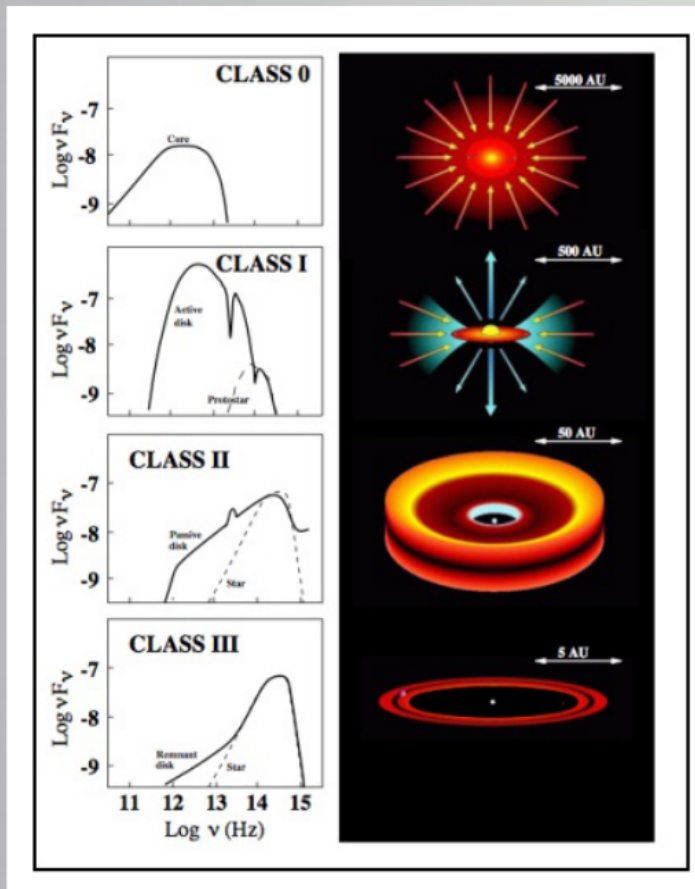 CLASS 0
5000 AU
-7
Core
-8
-9
Log νFν
CLASS I
500 AU
-7
Active
disk
-8
Protostar
-9
Log νFν
CLASS II
50 AU
-7
-8
Passive
disk
Star
-9
Log νFν
CLASS III
5 AU
-7
-8
Remnant
disk
Star
-9
Log νFν
11 12 13 14 15
Log ν (Hz)